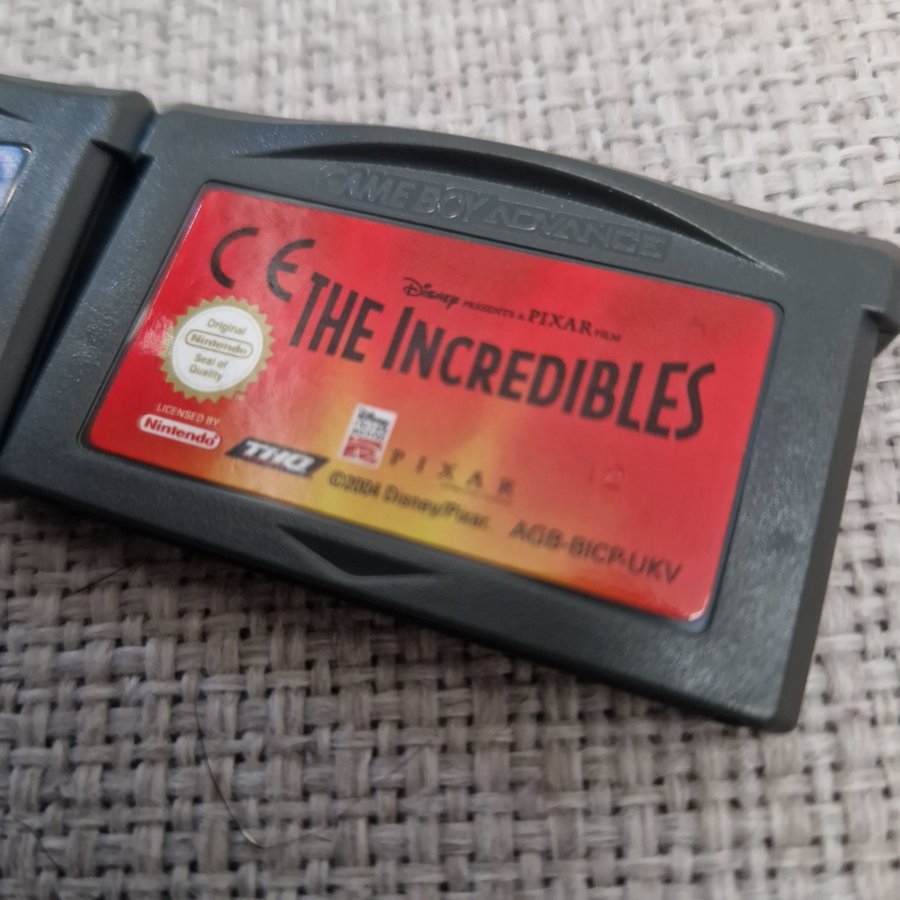 GAME BOY ADVANCE
CE
Disney PRESENTS A PIXAR FILM
THE INCREDIBLES
Original
Nintendo
Seal of
Quality
LICENSED BY
Nintendo
THQ
PIXAR
©2004 Disney/Pixar.
AGB-BICP-UKV
12